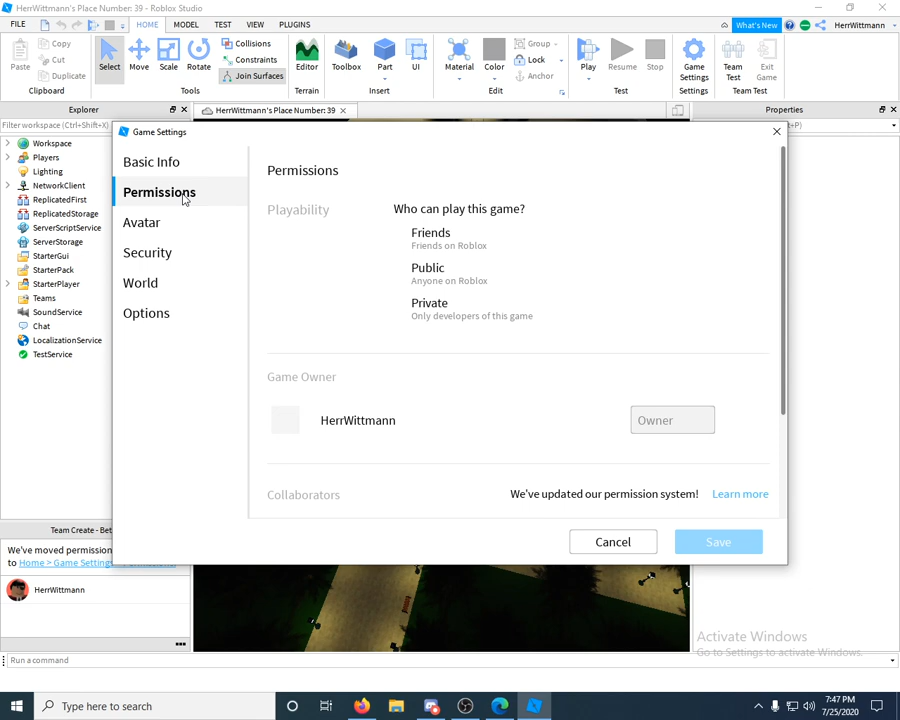 HerrWittmann's Place Number: 39 - Roblox Studio
FILE HOME MODEL TEST VIEW PLUGINS What's New HerrWittmann
Paste Copy Cut Duplicate
Clipboard
Select Move Scale Rotate Collisions Constraints Join Surfaces
Tools
Editor
Terrain
Toolbox Part UI
Insert
Material Color Group Lock Anchor
Edit
Play Resume Stop
Test
Game Settings
Settings
Team Test Exit Game
Team Test
Explorer
HerrWittmann's Place Number: 39
Properties
Filter workspace (Ctrl+Shift+X)
+P)
Workspace
Players
Lighting
NetworkClient
ReplicatedFirst
ReplicatedStorage
ServerScriptService
ServerStorage
StarterGui
StarterPack
StarterPlayer
Teams
SoundService
Chat
LocalizationService
TestService
Game Settings
Basic Info
Permissions
Avatar
Security
World
Options
Permissions
Playability Who can play this game?
Friends
Friends on Roblox
Public
Anyone on Roblox
Private
Only developers of this game
Game Owner
HerrWittmann Owner
Collaborators We've updated our permission system! Learn more
Cancel Save
Team Create - Bet
We've moved permission
to Home > Game Settings
HerrWittmann
Run a command
Activate Windows
Go to Settings to activate Windows.
Type here to search
7:47 PM
7/25/2020